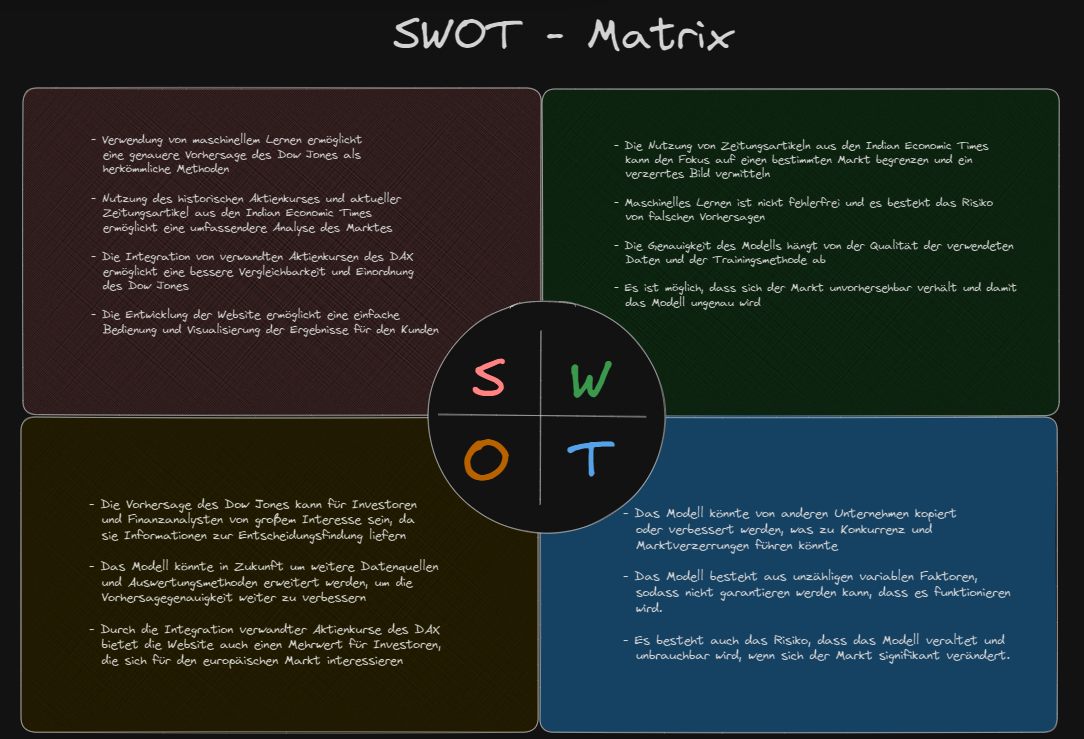 SWOT - Matrix
- Verwendung von maschinellem Lernen ermöglicht
eine genauere Vorhersage des Dow Jones als
herkömmliche Methoden
- Nutzung des historischen Aktienkurses und aktueller
Zeitungsartikel aus den Indian Economic Times
ermöglicht eine umfassendere Analyse des Marktes
- Die Integration von verwandten Aktienkursen des DAX
ermöglicht eine bessere Vergleichbarkeit und Einordnung
des Dow Jones
- Die Entwicklung der Website ermöglicht eine einfache
Bedienung und Visualisierung der Ergebnisse für den Kunden
- Die Nutzung von Zeitungsartikeln aus den Indian Economic Times
kann den Fokus auf einen bestimmten Markt begrenzen und ein
verzerrtes Bild vermitteln
- Maschinelles Lernen ist nicht fehlerfrei und es besteht das Risiko
von falschen Vorhersagen
- Die Genauigkeit des Modells hängt von der Qualität der verwendeten
Daten und der Trainingsmethode ab
- Es ist möglich, dass sich der Markt unvorhersehbar verhält und damit
das Modell ungenau wird
S
W
O
T
- Die Vorhersage des Dow Jones kann für Investoren
und Finanzanalysten von großem Interesse sein, da
sie Informationen zur Entscheidungsfindung liefern
- Das Modell könnte in Zukunft um weitere Datenquellen
und Auswertungsmethoden erweitert werden, um die
Vorhersagegenauigkeit weiter zu verbessern
- Durch die Integration verwandter Aktienkurse des DAX
bietet die Website auch einen Mehrwert für Investoren,
die sich für den europäischen Markt interessieren
- Das Modell könnte von anderen Unternehmen kopiert
oder verbessert werden, was zu Konkurrenz und
Marktverzerrungen führen könnte
- Das Modell besteht aus unzähligen variablen Faktoren,
sodass nicht garantieren werden kann, dass es funktionieren
wird.
- Es besteht auch das Risiko, dass das Modell veraltet und
unbrauchbar wird, wenn sich der Markt signifikant verändert.